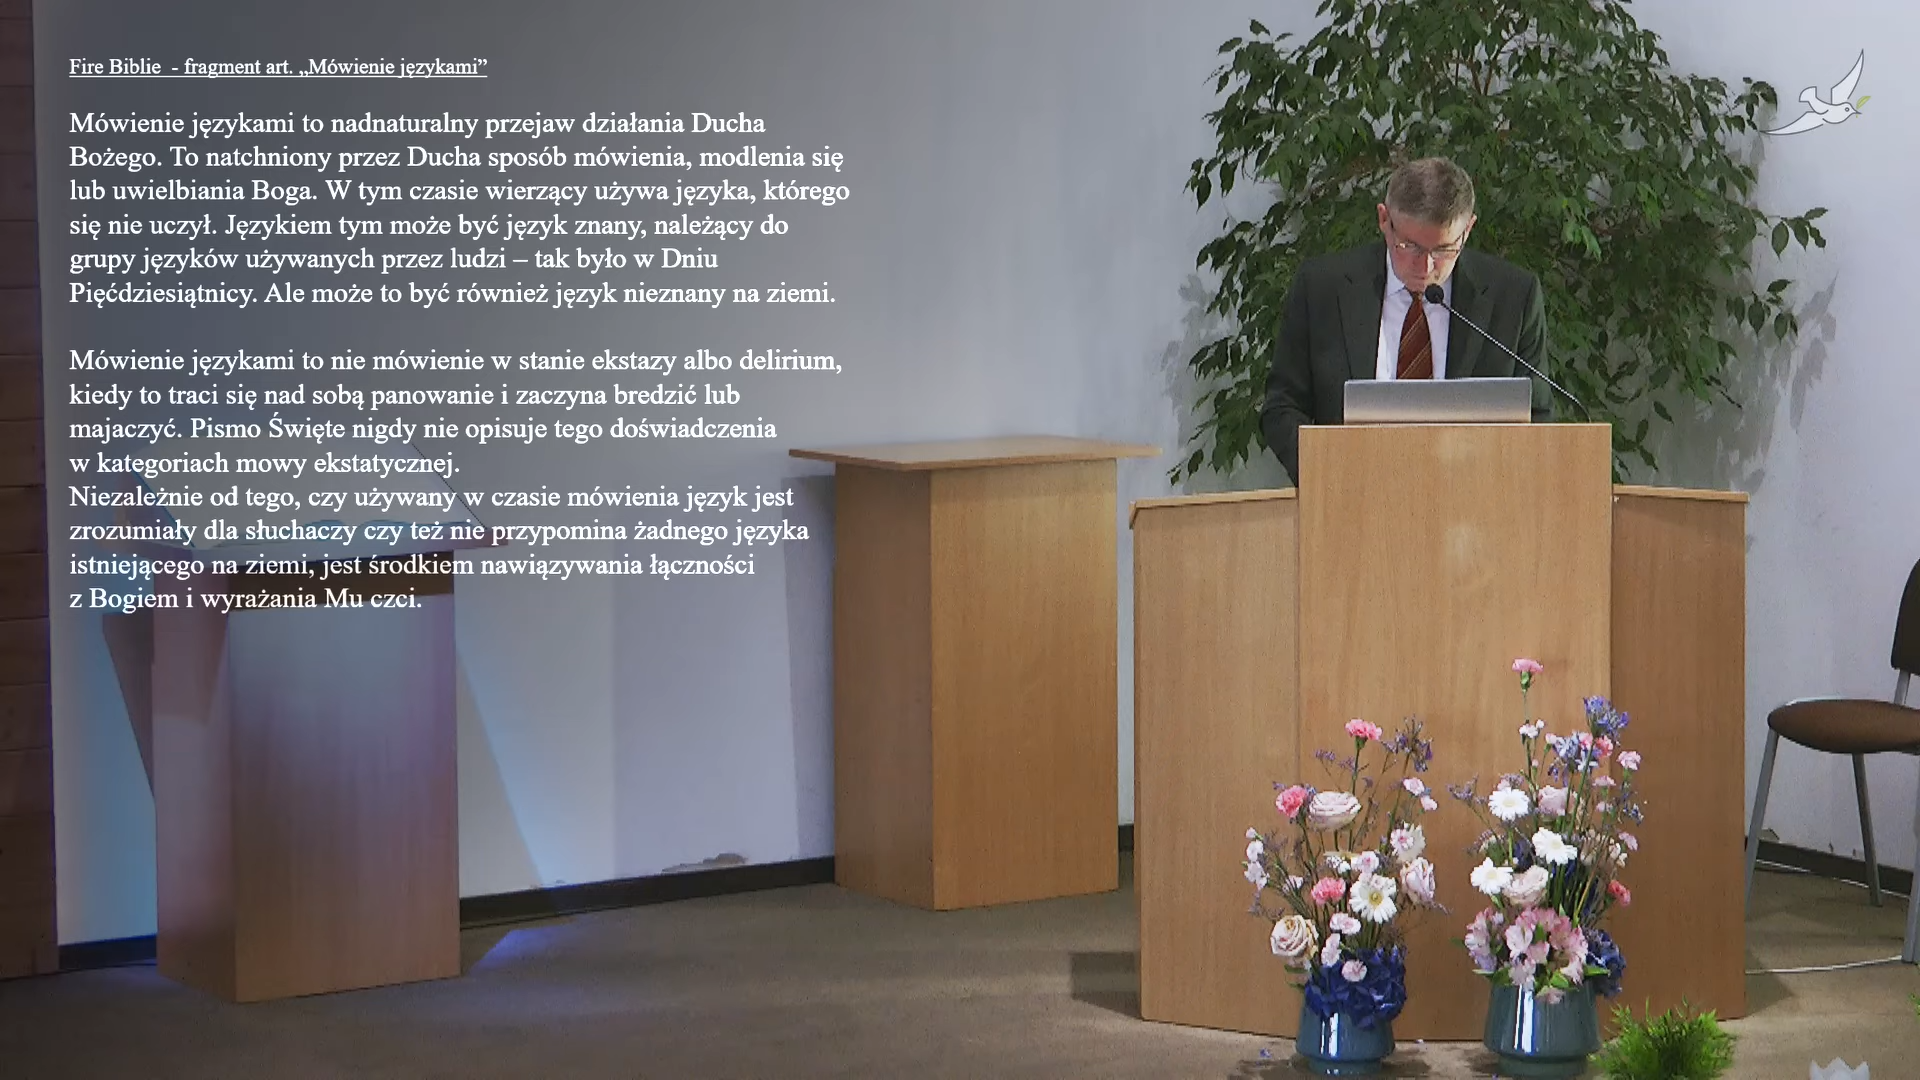 Fire Biblie - fragment art. „Mówienie językami”
Mówienie językami to nadnaturalny przejaw działania Ducha
Bożego. To natchniony przez Ducha sposób mówienia, modlenia się
lub uwielbiania Boga. W tym czasie wierzący używa języka, którego
się nie uczył. Językiem tym może być język znany, należący do
grupy języków używanych przez ludzi – tak było w Dniu
Pięćdziesiątnicy. Ale może to być również język nieznany na ziemi.
Mówienie językami to nie mówienie w stanie ekstazy albo delirium,
kiedy to traci się nad sobą panowanie i zaczyna bredzić lub
majaczyć. Pismo Święte nigdy nie opisuje tego doświadczenia
w kategoriach mowy ekstatycznej.
Niezależnie od tego, czy używany w czasie mówienia język jest
zrozumiały dla słuchaczy czy też nie przypomina żadnego języka
istniejącego na ziemi, jest środkiem nawiązywania łączności
z Bogiem i wyrażania Mu czci.